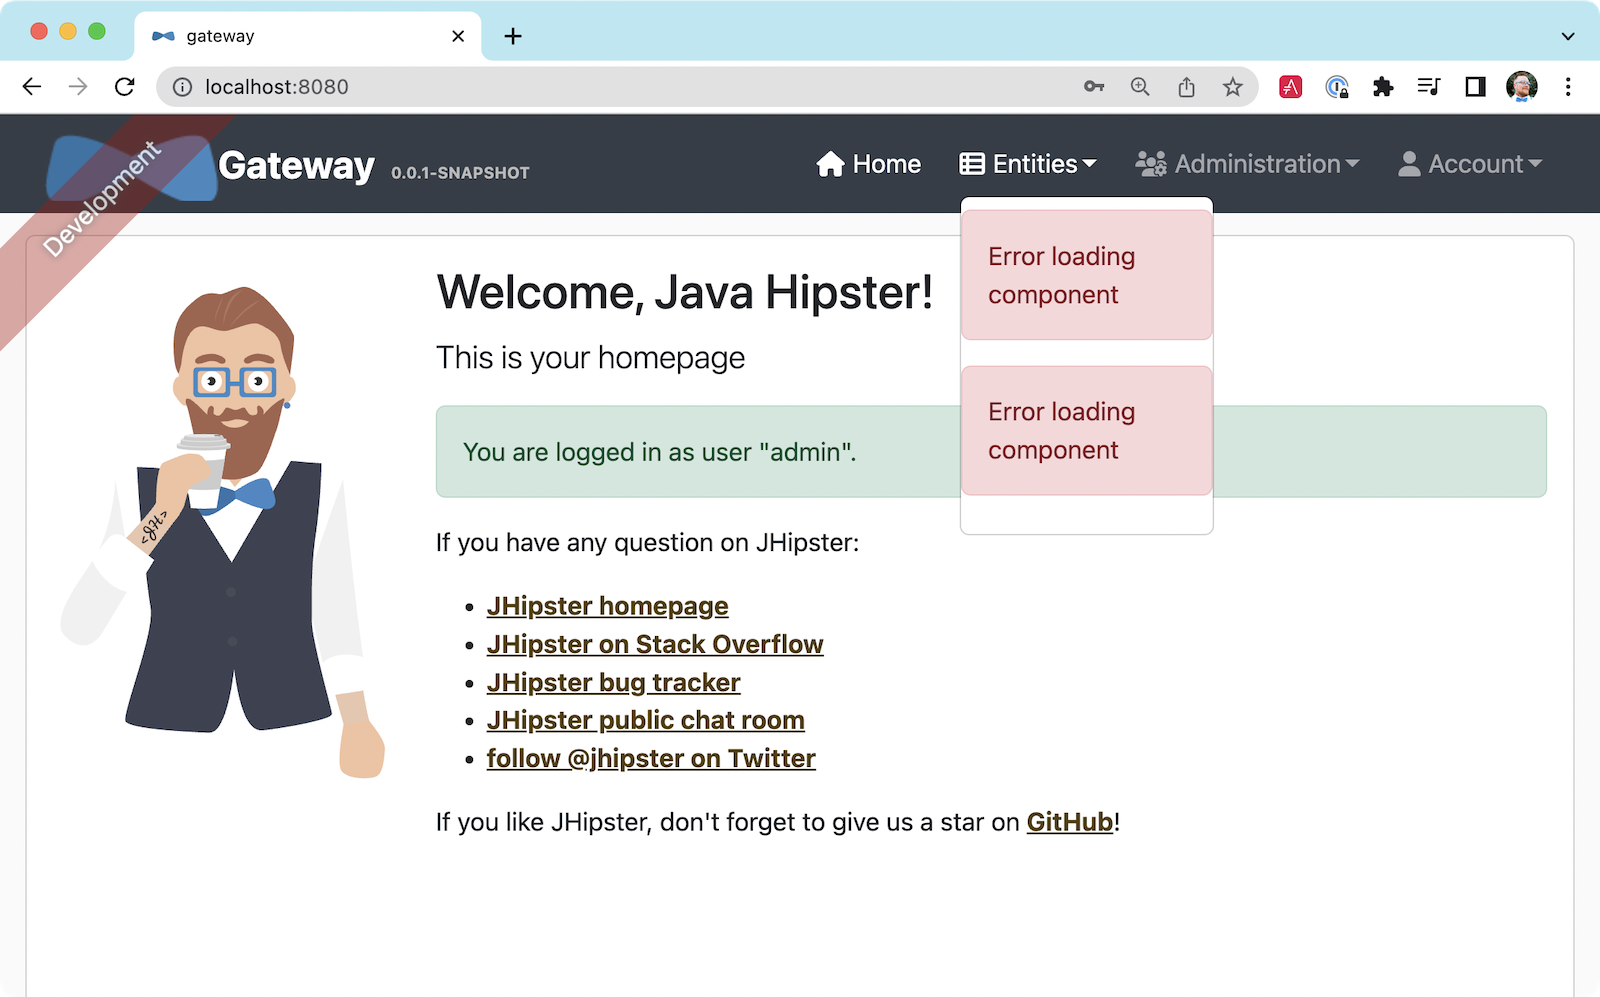 gateway
localhost:8080
Development
Gateway 0.0.1-SNAPSHOT
Home Entities Administration Account
Error loading
component
Error loading
component
Welcome, Java Hipster!
This is your homepage
You are logged in as user "admin".
If you have any question on JHipster:
JHipster homepage
JHipster on Stack Overflow
JHipster bug tracker
JHipster public chat room
follow @jhipster on Twitter
If you like JHipster, don't forget to give us a star on GitHub!
<JH>